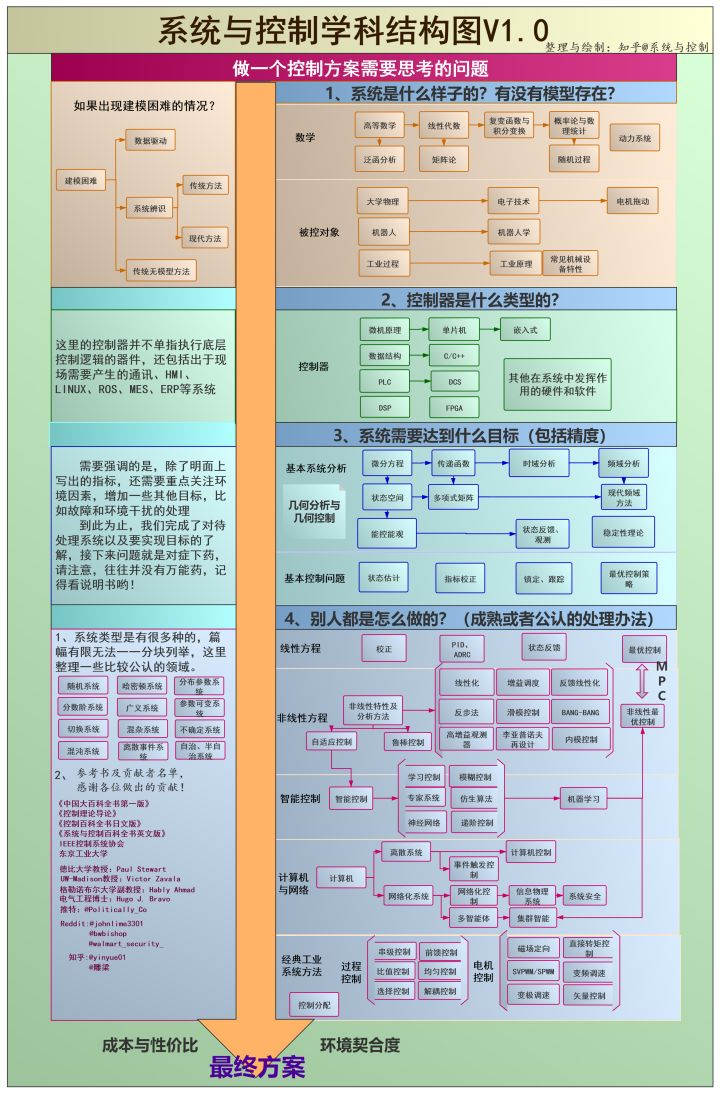 系统与控制学科结构图V1.0
整理与绘制：知乎@系统与控制
做一个控制方案需要思考的问题
如果出现建模困难的情况？
建模困难
数据驱动
系统辨识
传统方法
现代方法
传统无模型方法
1、系统是什么样子的？有没有模型存在？
数学
高等数学
线性代数
复变函数与
积分变换
概率论与数
理统计
动力系统
泛函分析
矩阵论
随机过程
被控对象
大学物理
电子技术
电机拖动
机器人
机器人学
工业过程
工业原理
常见机械设
备特性
这里的控制器并不单指执行底层
控制逻辑的器件，还包括出于现
场需要产生的通讯、HMI、
LINUX、ROS、MES、ERP等系统
2、控制器是什么类型的？
控制器
微机原理
单片机
嵌入式
数据结构
C/C++
PLC
DCS
DSP
FPGA
其他在系统中发挥作
用的硬件和软件
需要强调的是，除了明面上
写出的指标，还需要重点关注环
境因素，增加一些其他目标，比
如故障和环境干扰的处理
到此为止，我们完成了对待
处理系统以及要实现目标的了
解，接下来问题就是对症下药，
请注意，往往并没有万能药，记
得看说明书哟！
3、系统需要达到什么目标（包括精度）
基本系统分析
微分方程
传递函数
时域分析
频域分析
几何分析与
几何控制
状态空间
多项式矩阵
现代频域
方法
能控能观
状态反馈、
观测
稳定性理论
基本控制问题
状态估计
指标校正
镇定、跟踪
最优控制策
略
1、系统类型是有很多种的，篇
幅有限无法一一分块列举，这里
整理一些比较公认的领域。
随机系统
哈密顿系统
分布参数系
统
分数阶系统
广义系统
参数可变系
统
切换系统
混杂系统
不确定系统
混沌系统
离散事件系
统
自治、半自
治系统
2、参考书及贡献者名单，
感谢各位做出的贡献！
《中国大百科全书第一版》
《控制理论导论》
《控制百科全书日文版》
《系统与控制百科全书英文版》
IEEE控制系统协会
东京工业大学
德比大学教授：Paul Stewart
UW-Madison教授：Victor Zavala
格勒诺布尔大学副教授：Hably Ahmad
电气工程博士：Hugo J. Bravo
推特：@Politically_Co
Reddit:@johnlime3301
@bwbishop
@walmart_security_
知乎:@yinyue01
@雕梁
4、别人都是怎么做的？（成熟或者公认的处理办法）
线性方程
校正
PID、
ADRC
状态反馈
最优控制
MPC
非线性方程
非线性特性及
分析方法
自适应控制
鲁棒控制
线性化
增益调度
反馈线性化
反步法
滑模控制
BANG-BANG
高增益观测
器
李亚普诺夫
再设计
内模控制
非线性最
优控制
智能控制
智能控制
学习控制
模糊控制
专家系统
仿生算法
神经网络
递阶控制
机器学习
计算机
与网络
计算机
离散系统
计算机控制
事件触发控
制
网络化系统
网络化控
制
信息物理
系统
系统安全
多智能体
集群智能
经典工业
系统方法
控制分配
过程
控制
串级控制
前馈控制
比值控制
均匀控制
选择控制
解耦控制
电机
控制
磁场定向
直接转矩控
制
SVPWM/SPWM
变频调速
变极调速
矢量控制
成本与性价比
环境契合度
最终方案